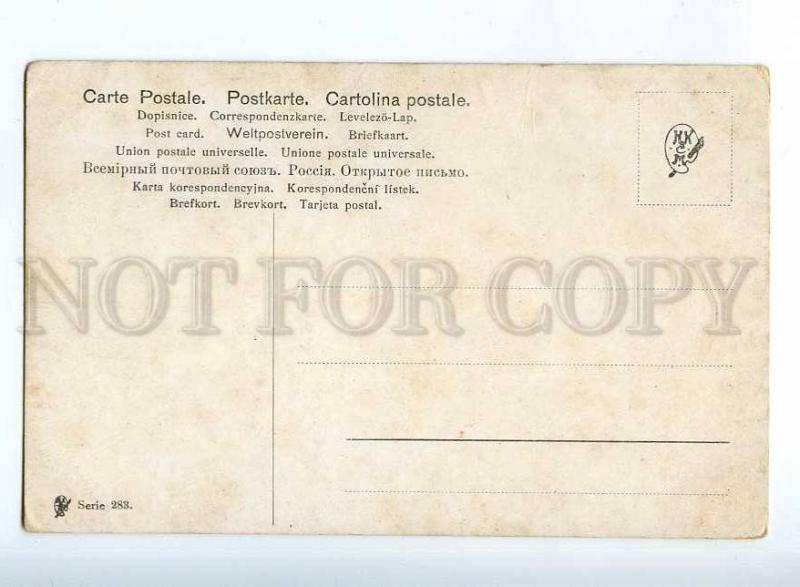 Carte Postale. Postkarte. Cartolina postale.
Dopisnice. Correspondenzkarte. Levelező-Lap.
Post card. Weltpostverein. Briefkaart.
Union postale universelle. Unione postale universale.
Всемірный почтовый союзъ. Россія. Открытое письмо.
Karta korespondencyjna. Korespondenční lístek.
Brefkort. Brevkort. Tarjeta postal.
NOT FOR COPY
Serie 283.